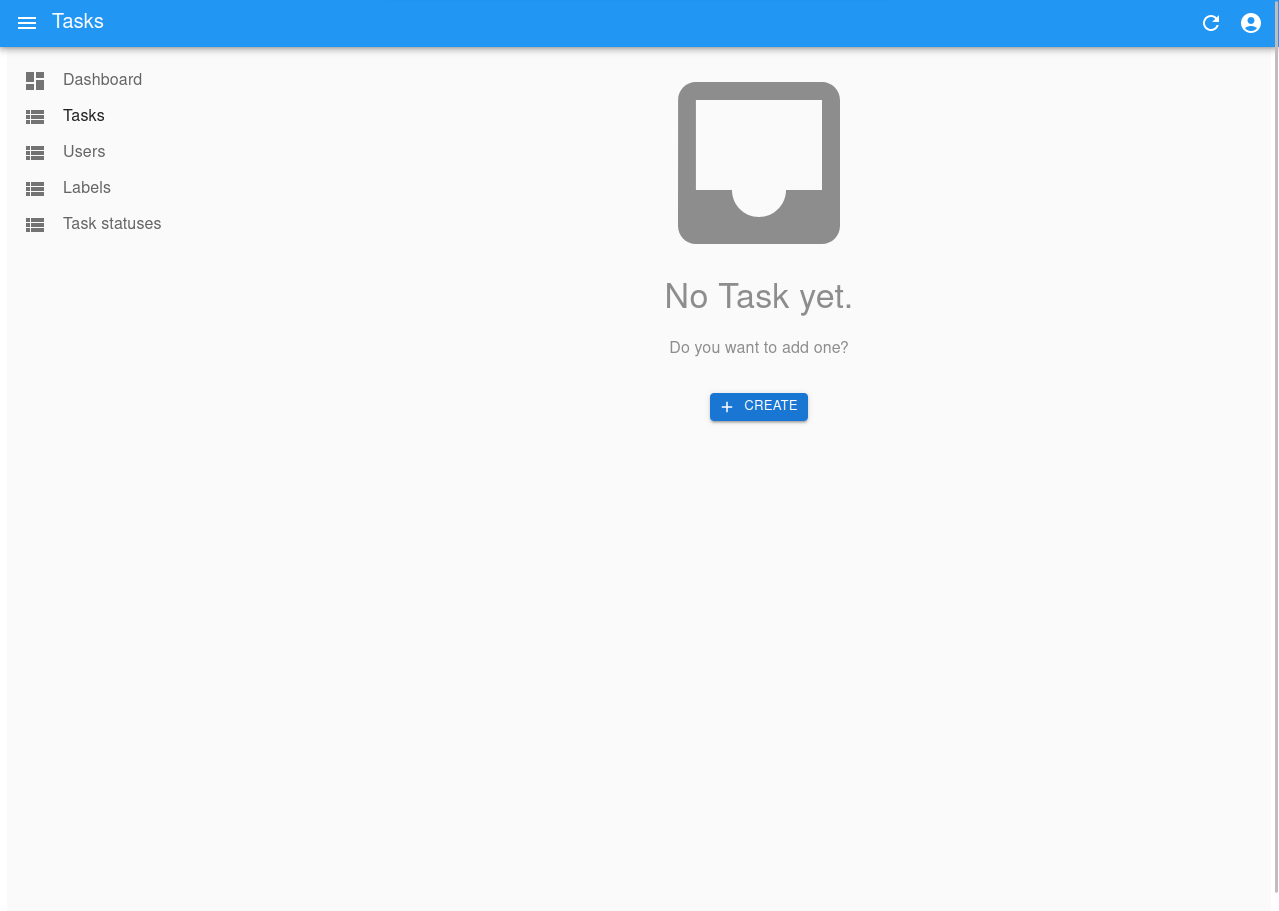 Tasks
Dashboard
Tasks
Users
Labels
Task statuses
No Task yet.
Do you want to add one?
CREATE